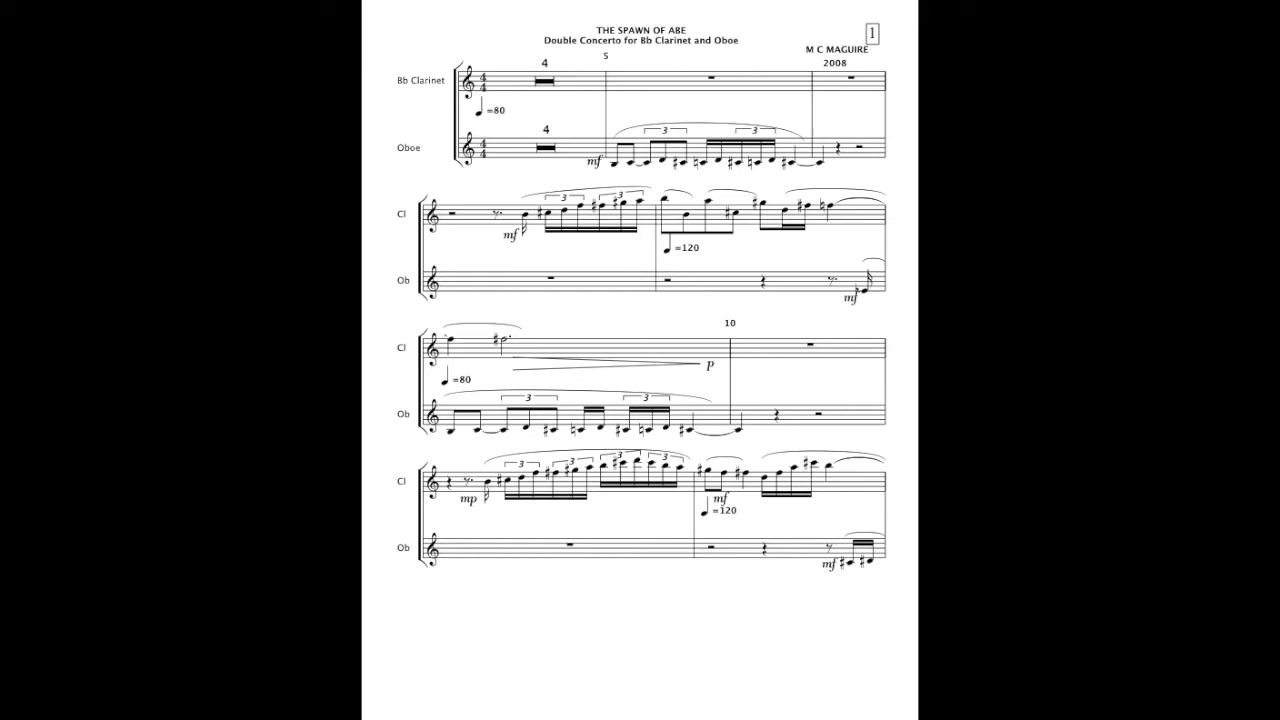 THE SPAWN OF ABE
1
Double Concerto for Bb Clarinet and Oboe
M C MAGUIRE
2008
5
4
Bb Clarinet
=80
4
3 3
Oboe
mf
3 3
Cl
mf
=120
Ob
mf
10
Cl
p
=80
3 3
Ob
3 3 3 3
Cl
mp mf
=120
Ob
mf